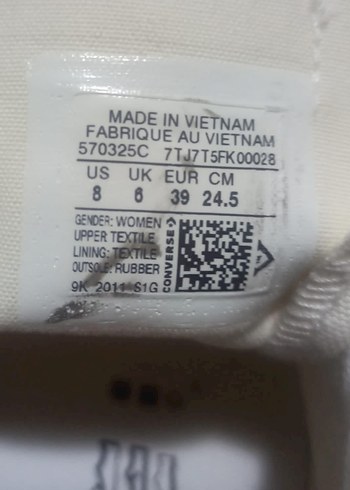 MADE IN VIETNAM
FABRIQUE AU VIETNAM
570325C 7TJ7T5FK00028
US UK EUR CM
8 6 39 24.5
GENDER: WOMEN
UPPER: TEXTILE
LINING: TEXTILE
OUTSOLE: RUBBER
9K 2011 S1G
CONVERSE